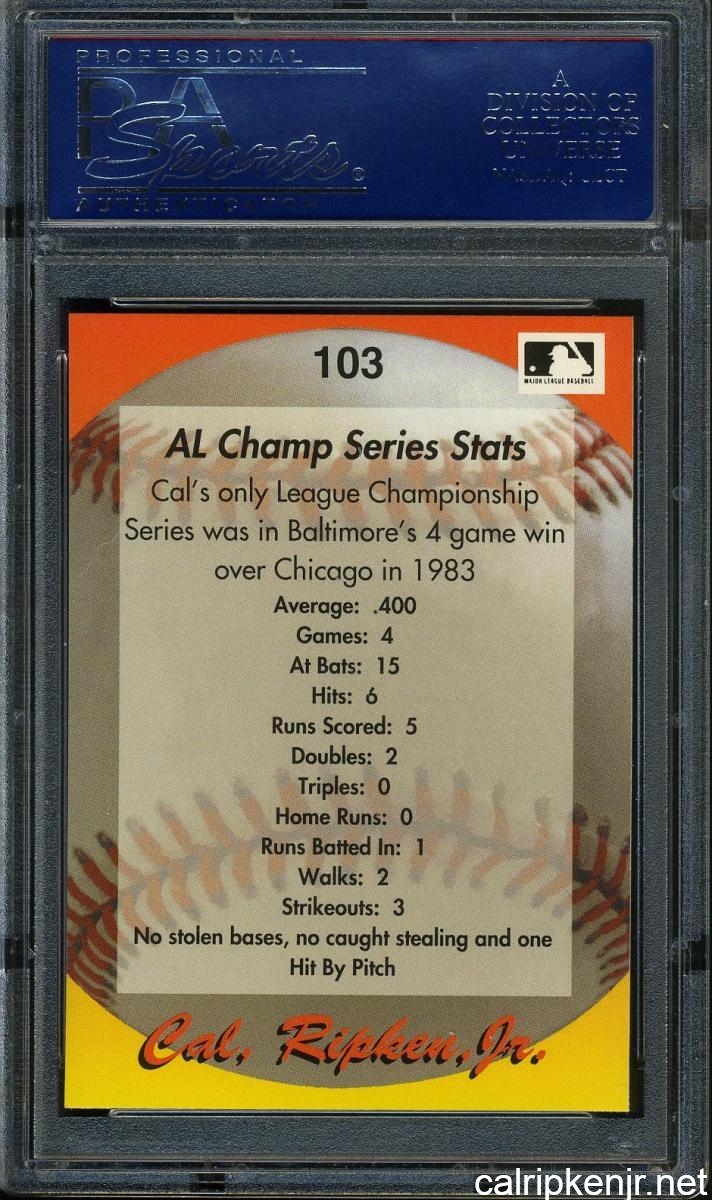 PROFESSIONAL
PSA
Sports®
AUTHENTICATOR
A
DIVISION OF
COLLECTORS
UNIVERSE
NASDAQ: CLCT
103
MAJOR LEAGUE BASEBALL
AL Champ Series Stats
Cal's only League Championship
Series was in Baltimore's 4 game win
over Chicago in 1983
Average: .400
Games: 4
At Bats: 15
Hits: 6
Runs Scored: 5
Doubles: 2
Triples: 0
Home Runs: 0
Runs Batted In: 1
Walks: 2
Strikeouts: 3
No stolen bases, no caught stealing and one
Hit By Pitch
Cal, Ripken, Jr.
calripkenjr.net